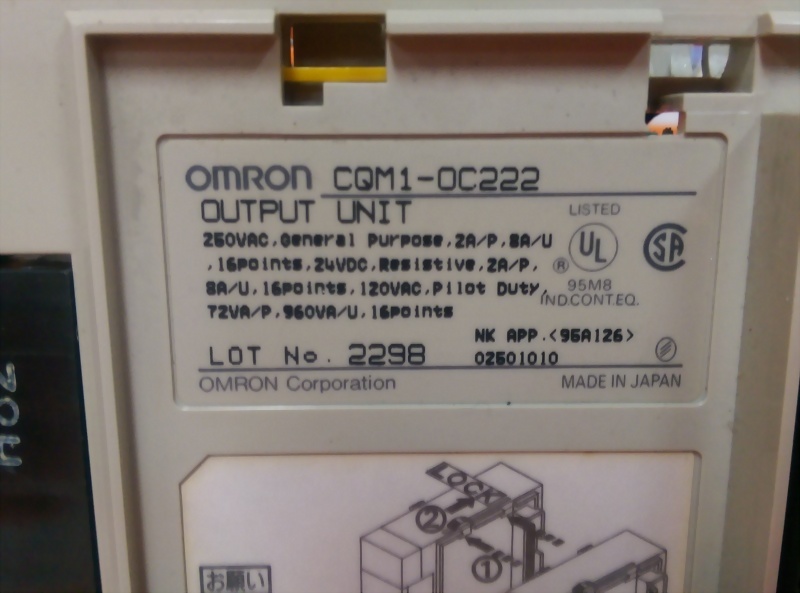 OMRON CQM1-OC222
OUTPUT UNIT
250VAC,General Purpose,2A/P,8A/U
,16Points,24VDC,Resistive,2A/P,
8A/U,16Points,120VAC,Pilot Duty,
72VA/P,960VA/U,16Points
LISTED
UL
®
SA
95M8
IND.CONT.EQ.
NK APP.<95A126>
LOT No. 2298
02501010
OMRON Corporation
MADE IN JAPAN
LOCK
②
①
お願い